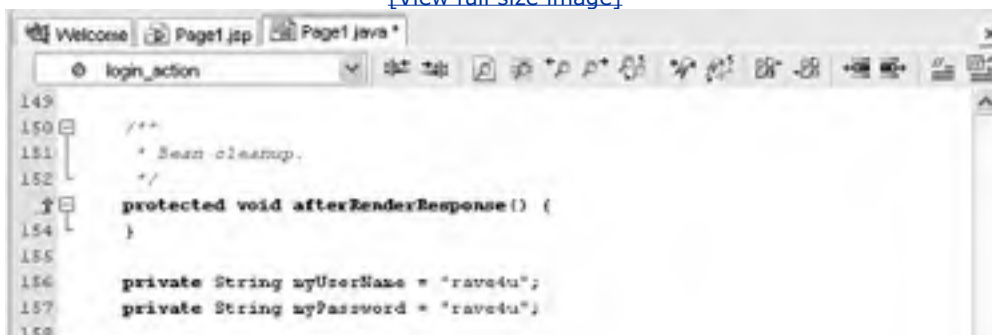 [View full size image]
Welcome Page1.jsp Page1.java *
login_action
149
150 /**
151 * Bean cleanup.
152 */
protected void afterRenderResponse() {
154 }
155
156 private String myUserName = "rave4u";
157 private String myPassword = "rave4u";
158